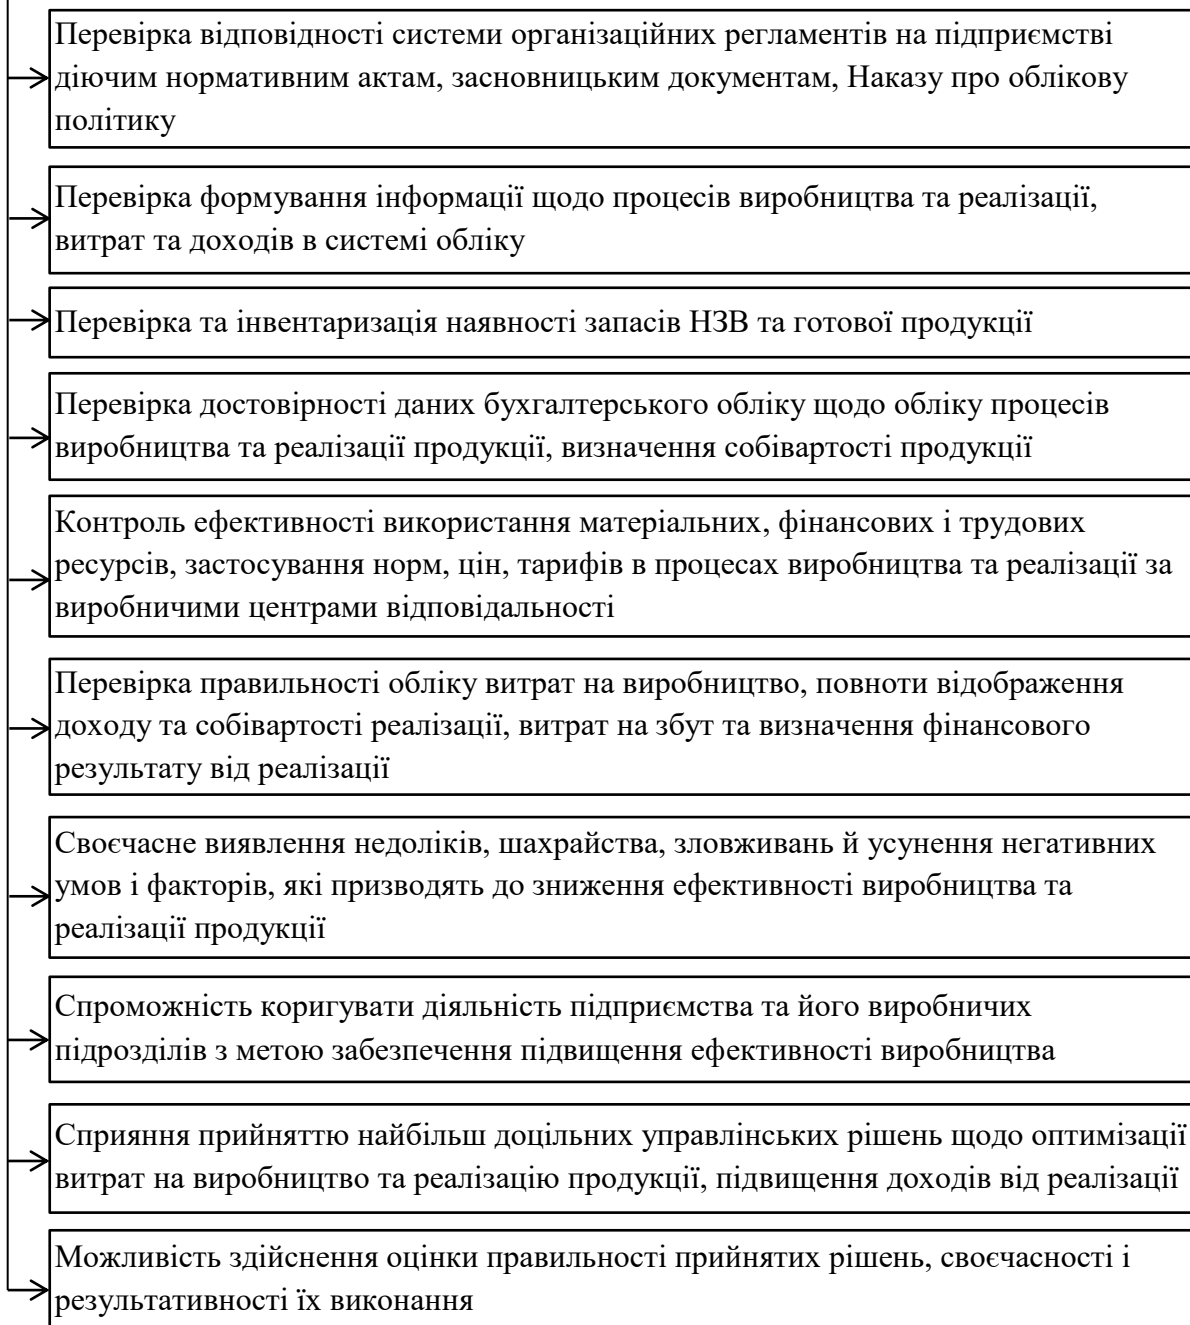 Перевірка відповідності системи організаційних регламентів на підприємстві
діючим нормативним актам, засновницьким документам, Наказу про облікову
політику
Перевірка формування інформації щодо процесів виробництва та реалізації,
витрат та доходів в системі обліку
Перевірка та інвентаризація наявності запасів НЗВ та готової продукції
Перевірка достовірності даних бухгалтерського обліку щодо обліку процесів
виробництва та реалізації продукції, визначення собівартості продукції
Контроль ефективності використання матеріальних, фінансових і трудових
ресурсів, застосування норм, цін, тарифів в процесах виробництва та реалізації за
виробничими центрами відповідальності
Перевірка правильності обліку витрат на виробництво, повноти відображення
доходу та собівартості реалізації, витрат на збут та визначення фінансового
результату від реалізації
Своєчасне виявлення недоліків, шахрайства, зловживань й усунення негативних
умов і факторів, які призводять до зниження ефективності виробництва та
реалізації продукції
Спроможність коригувати діяльність підприємства та його виробничих
підрозділів з метою забезпечення підвищення ефективності виробництва
Сприяння прийняттю найбільш доцільних управлінських рішень щодо оптимізації
витрат на виробництво та реалізацію продукції, підвищення доходів від реалізації
Можливість здійснення оцінки правильності прийнятих рішень, своєчасності і
результативності їх виконання